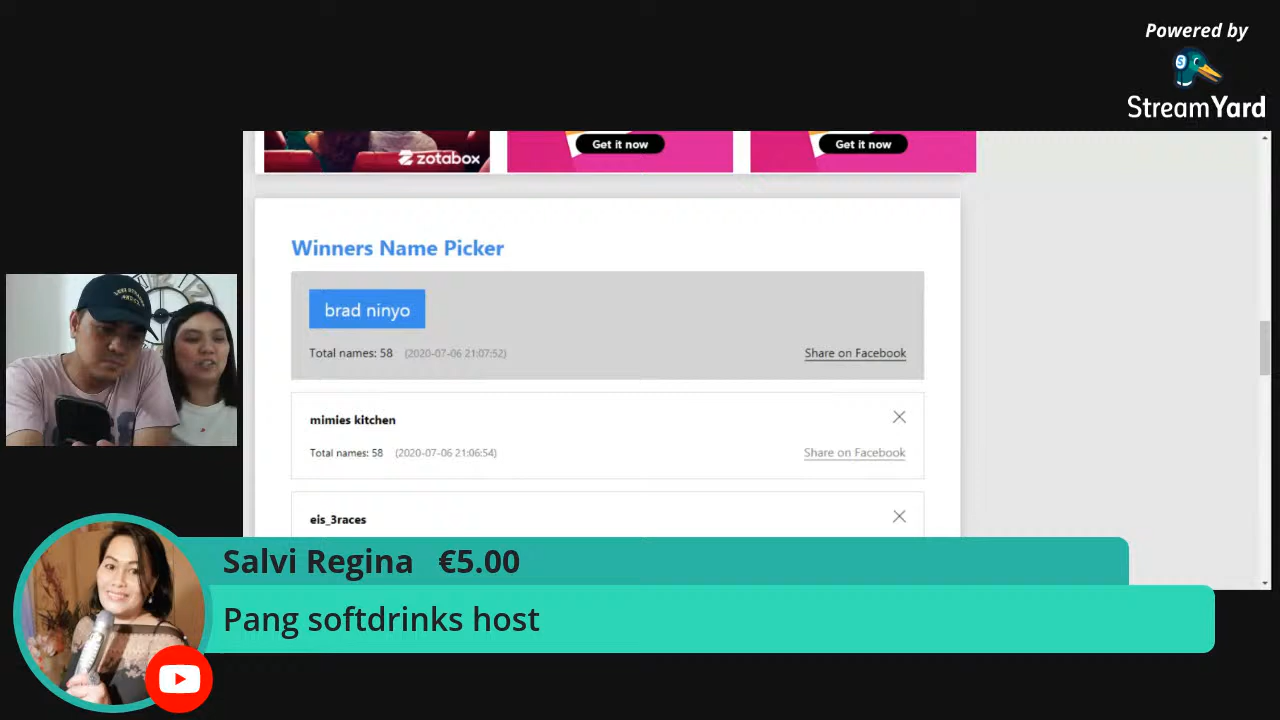 Powered by
StreamYard
zotabox
Get it now
Get it now
Winners Name Picker
brad ninyo
Total names: 58 (2020-07-06 21:07:52)
Share on Facebook
mimies kitchen
Total names: 58 (2020-07-06 21:06:54)
Share on Facebook
eis_3races
Salvi Regina €5.00
Pang softdrinks host